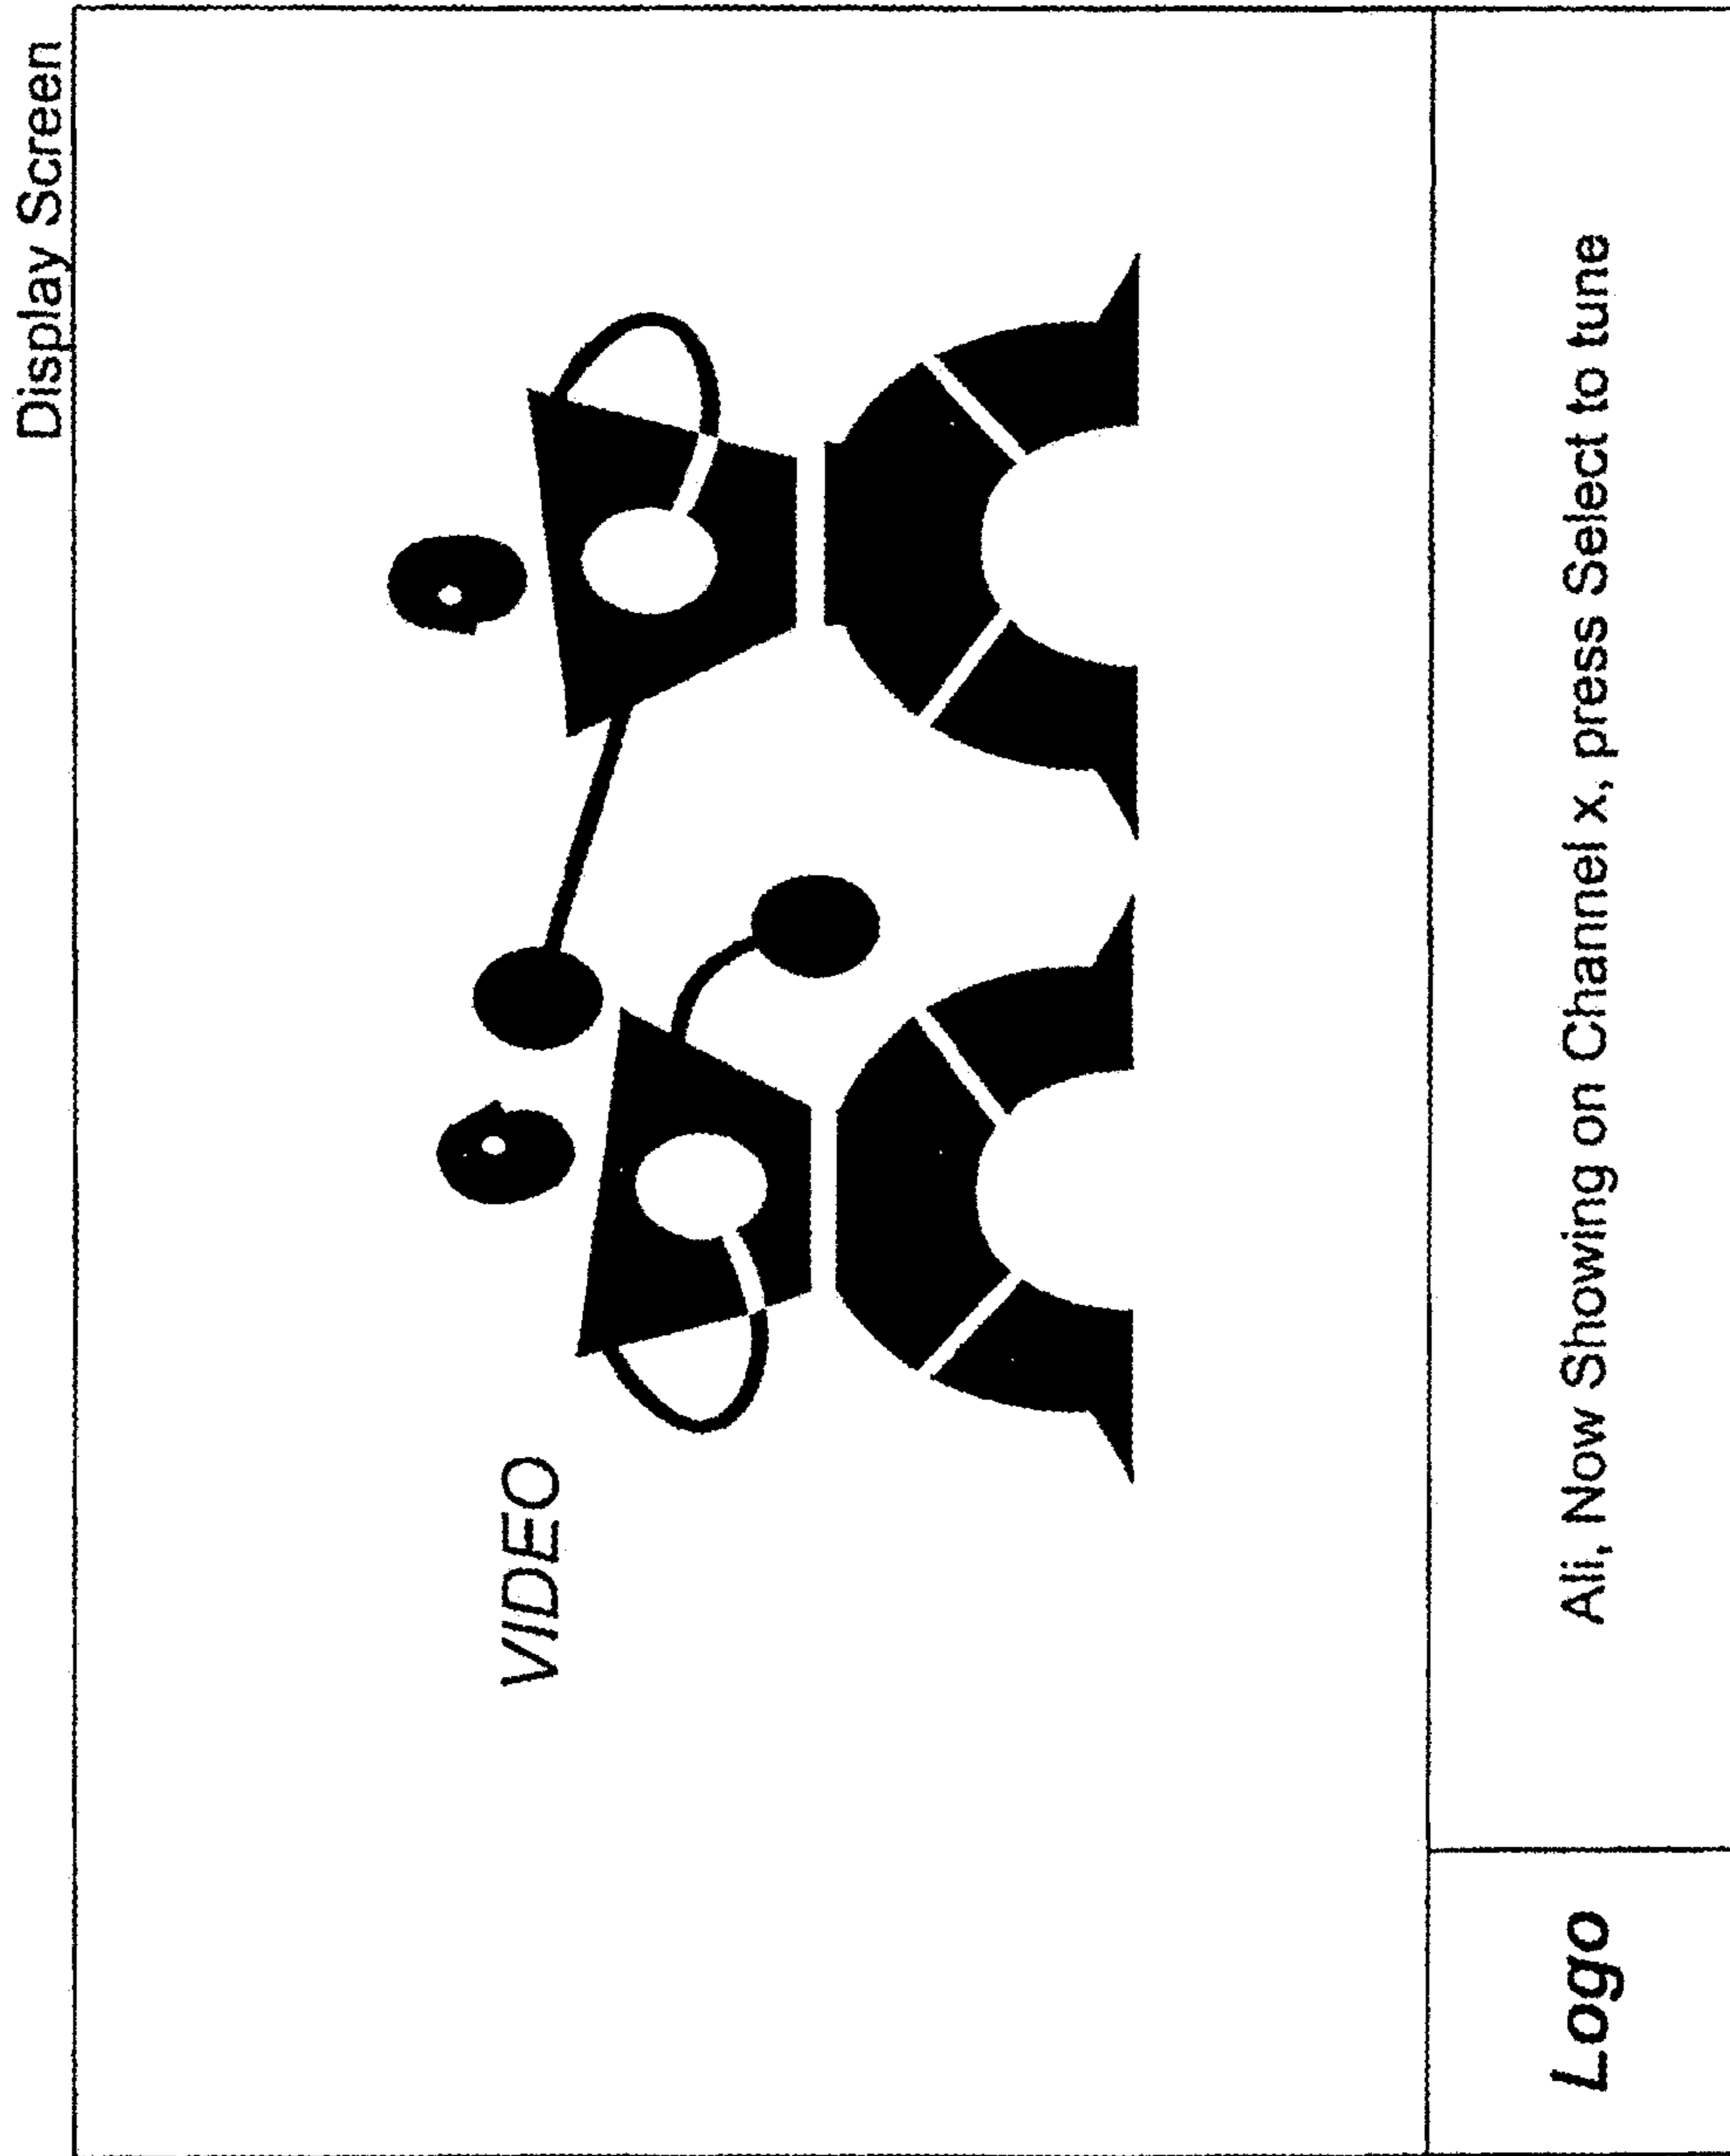 Display Screen
VIDEO
Logo
Ali, Now Showing on Channel x, press Select to tune